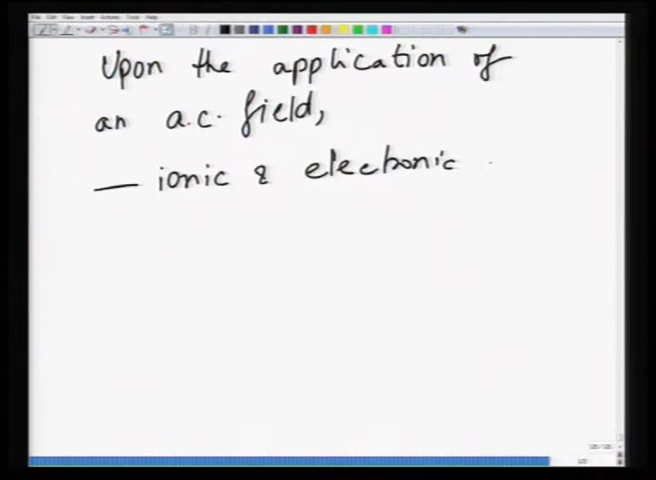 Upon the application of
an a.c. field,
— ionic & electronic